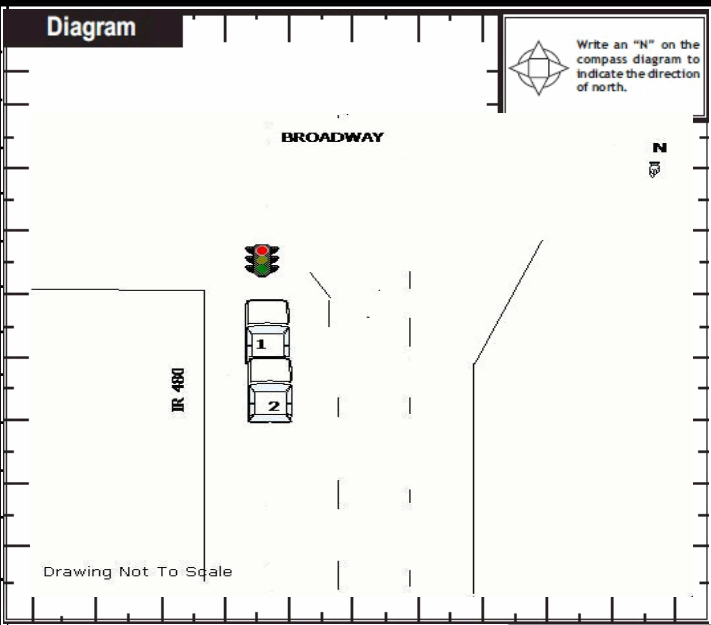 Diagram
Write an “N” on the
compass diagram to
indicate the direction
of north.
BROADWAY
N
1
IR 480
2
Drawing Not To Scale